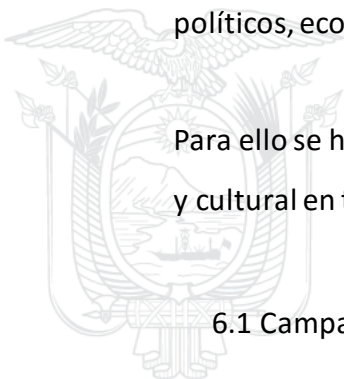 políticos, eco
Para ello se h
y cultural en t
6.1 Campa